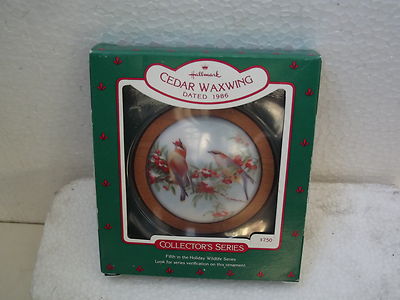 Hallmark
CEDAR WAXWING
DATED 1986
COLLECTOR'S SERIES
1750
Fifth in the Holiday Wildlife Series
Look for series verification on this ornament.